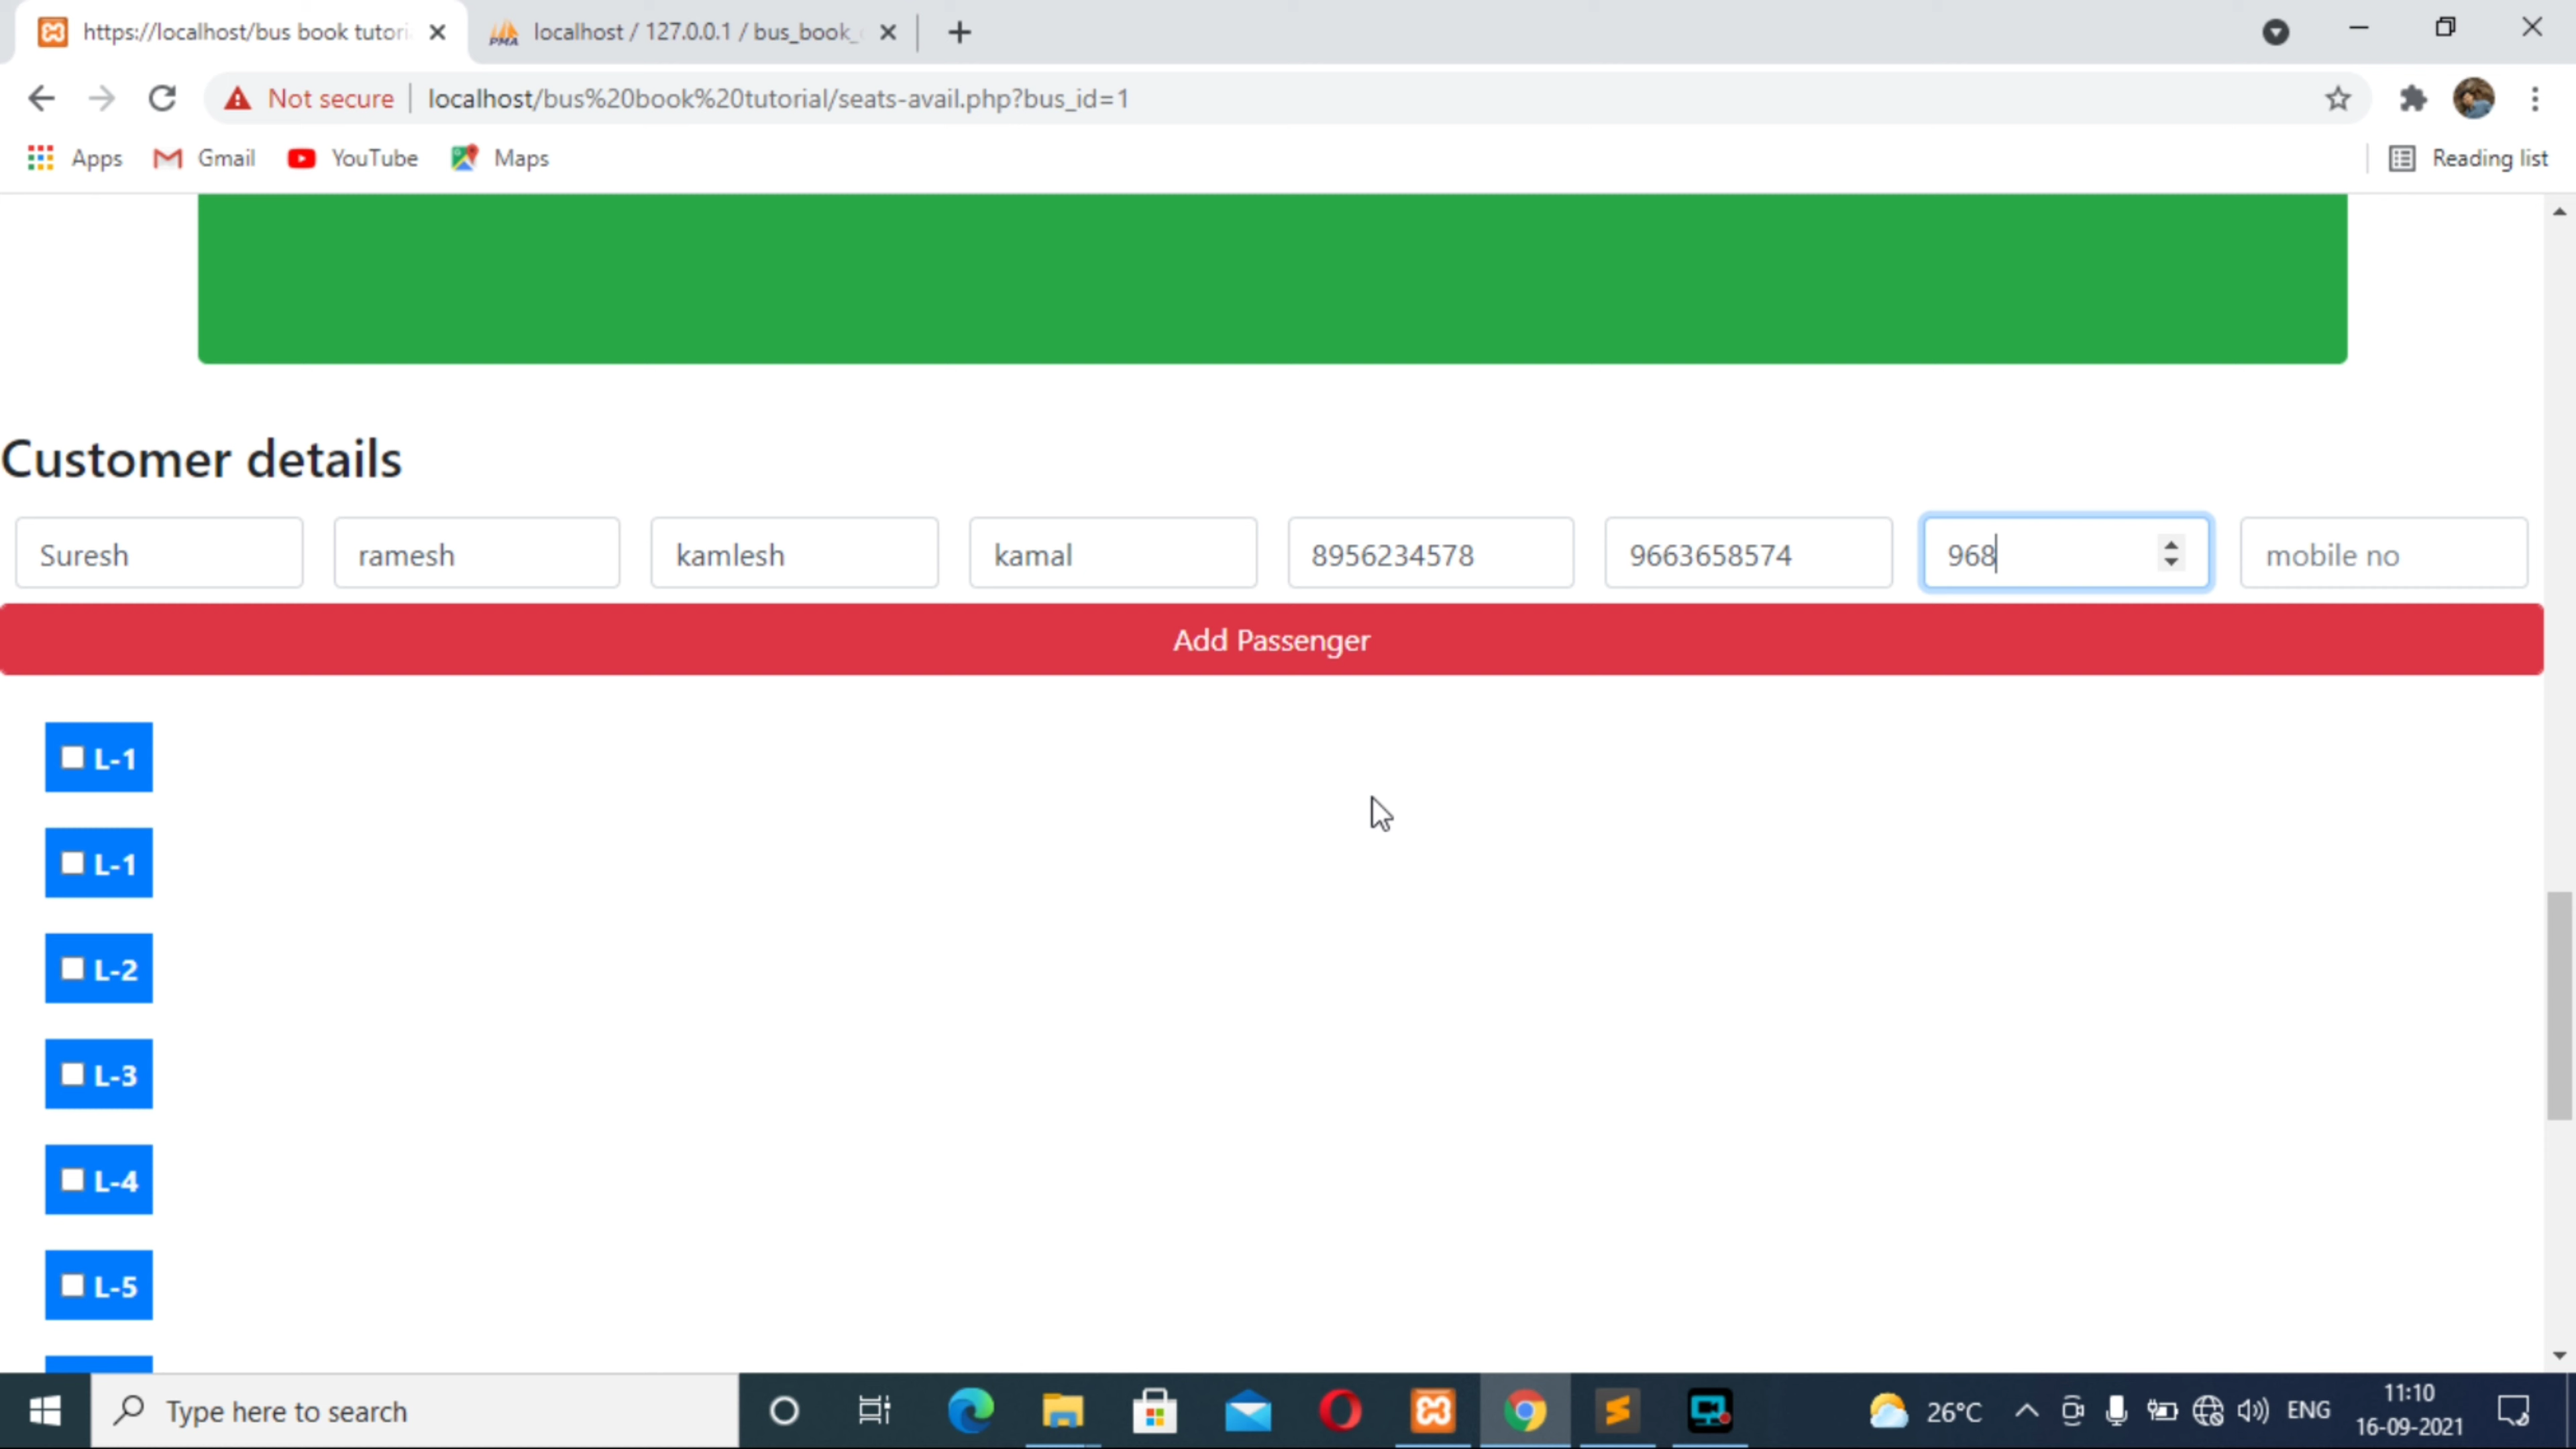 https://localhost/bus book tutori
localhost / 127.0.0.1 / bus_book_
Not secure
localhost/bus%20book%20tutorial/seats-avail.php?bus_id=1
Apps
Gmail
YouTube
Maps
Reading list
Customer details
Suresh
ramesh
kamlesh
kamal
8956234578
9663658574
968
mobile no
Add Passenger
L-1
L-1
L-2
L-3
L-4
L-5
Type here to search
26°C
ENG
11:10
16-09-2021